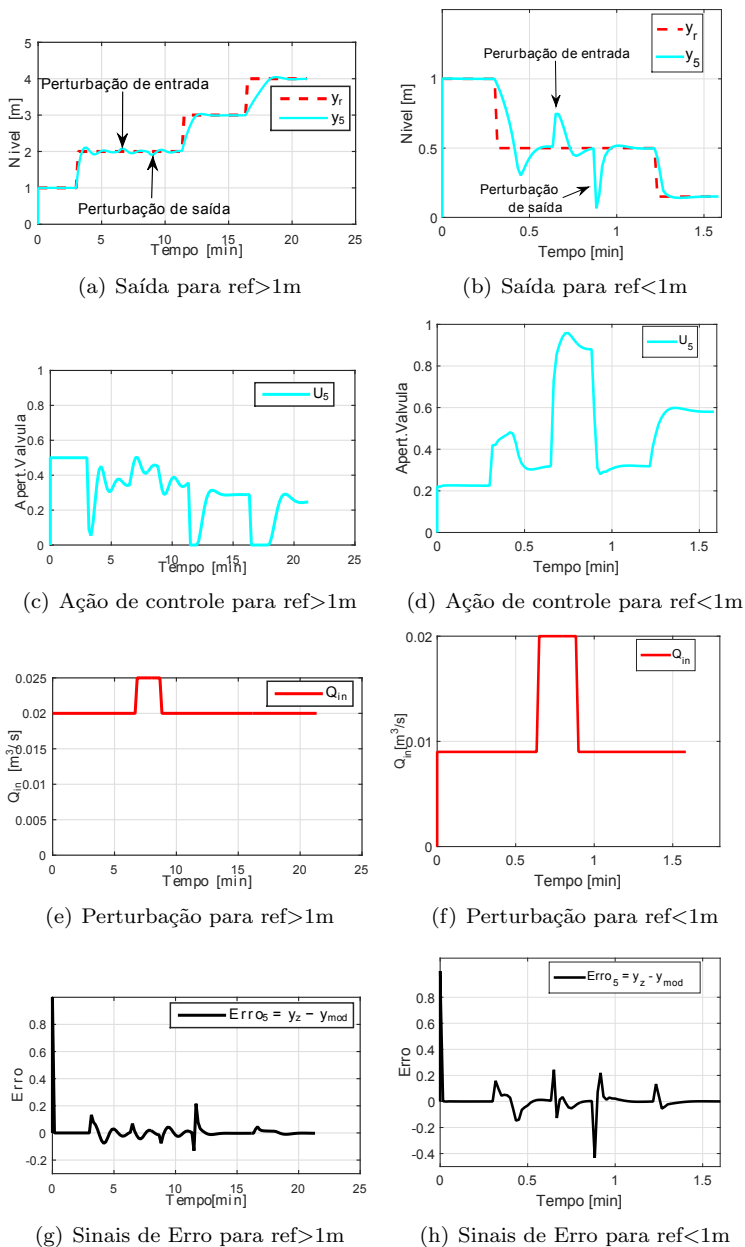 5
4
3
2
1
0
Nível [m]
Perturbação de entrada
Perturbação de saída
y_r
y_5
0 5 10 15 20 25
Tempo [min]
(a) Saída para ref>1m
1
0.5
0
Nível [m]
Perurbação de entrada
Perturbação
de saída
y_r
y_5
0 0.5 1 1.5
Tempo [min]
(b) Saída para ref<1m
1
0.8
0.6
0.4
0.2
0
Apert.Valvula
U_5
0 5 10 15 20 25
Tempo [min]
(c) Ação de controle para ref>1m
1
0.8
0.6
0.4
0.2
0
Apert.Valvula
U_5
0 0.5 1 1.5
Tempo [min]
(d) Ação de controle para ref<1m
0.025
0.02
0.015
0.01
0.005
0
Q_in [m^3/s]
Q_in
0 5 10 15 20 25
Tempo [min]
(e) Perturbação para ref>1m
0.02
0.01
0
Q_in[m^3/s]
Q_in
0 0.5 1 1.5
Tempo [min]
(f) Perturbação para ref<1m
0.8
0.6
0.4
0.2
0
-0.2
Erro
Erro_5 = y_z − y_mod
0 5 10 15 20 25
Tempo[min]
(g) Sinais de Erro para ref>1m
0.8
0.6
0.4
0.2
0
-0.2
-0.4
Erro
Erro_5 = y_z - y_mod
0 0.5 1 1.5
Tempo [min]
(h) Sinais de Erro para ref<1m